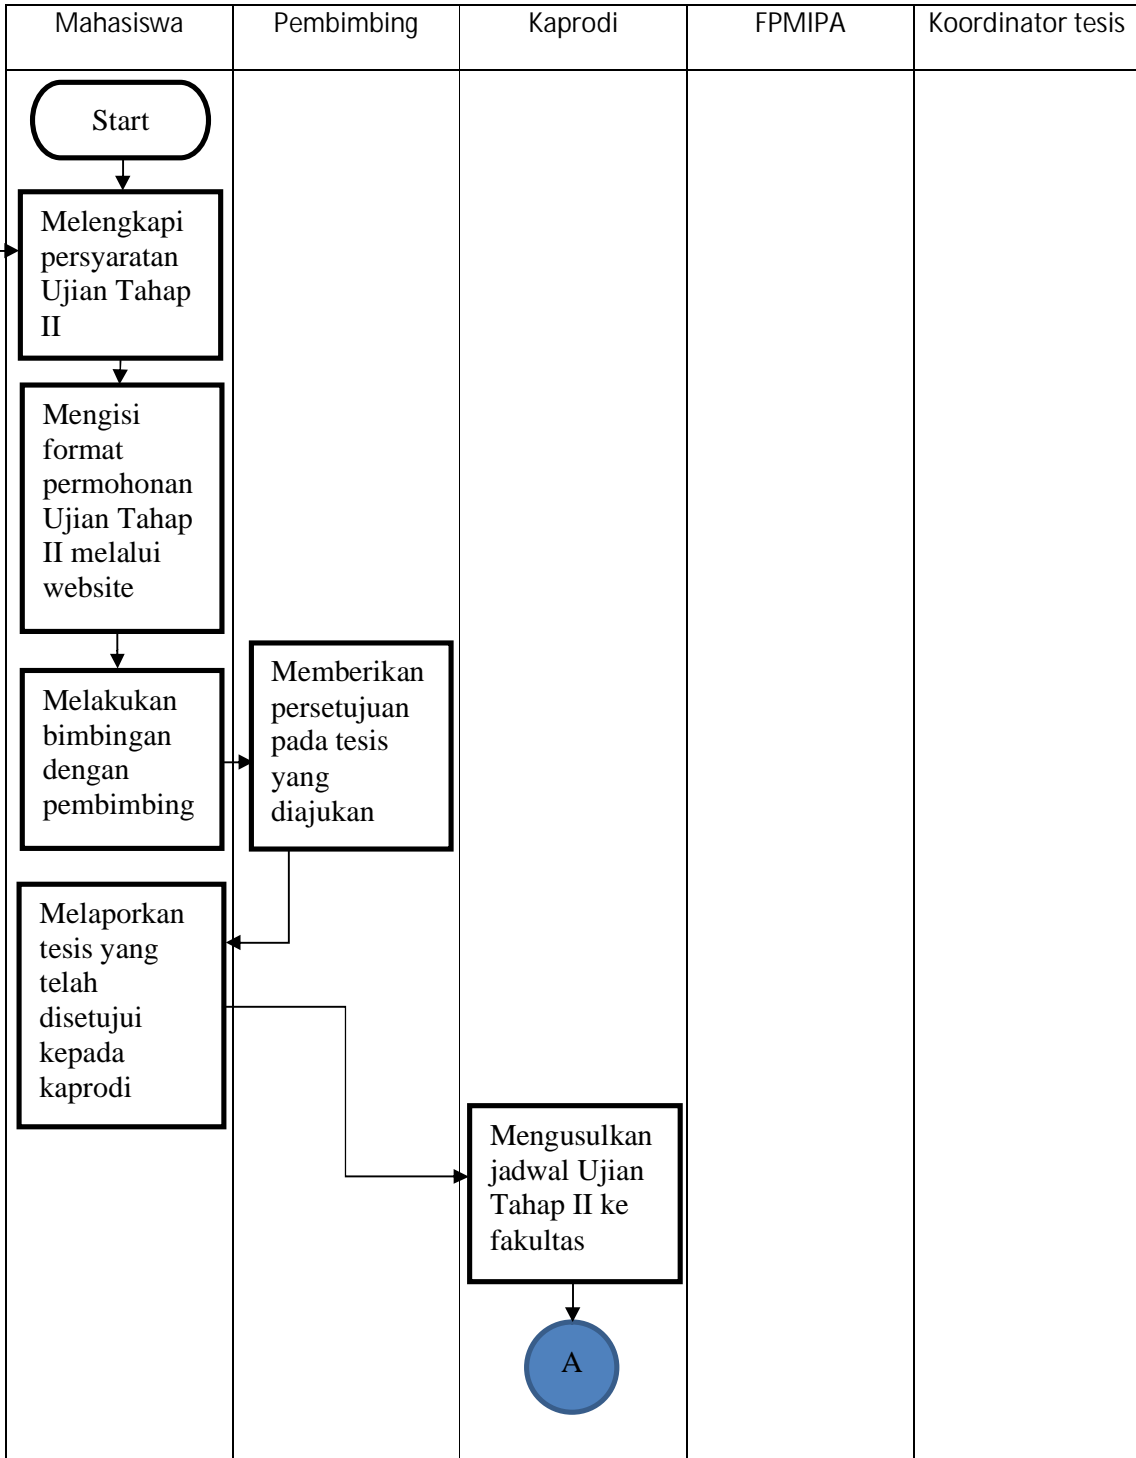 Mahasiswa
Pembimbing
Kaprodi
FPMIPA
Koordinator tesis
Start
Melengkapi
persyaratan
Ujian Tahap
II
Mengisi
format
permohonan
Ujian Tahap
II melalui
website
Melakukan
bimbingan
dengan
pembimbing
Memberikan
persetujuan
pada tesis
yang
diajukan
Melaporkan
tesis yang
telah
disetujui
kepada
kaprodi
Mengusulkan
jadwal Ujian
Tahap II ke
fakultas
A